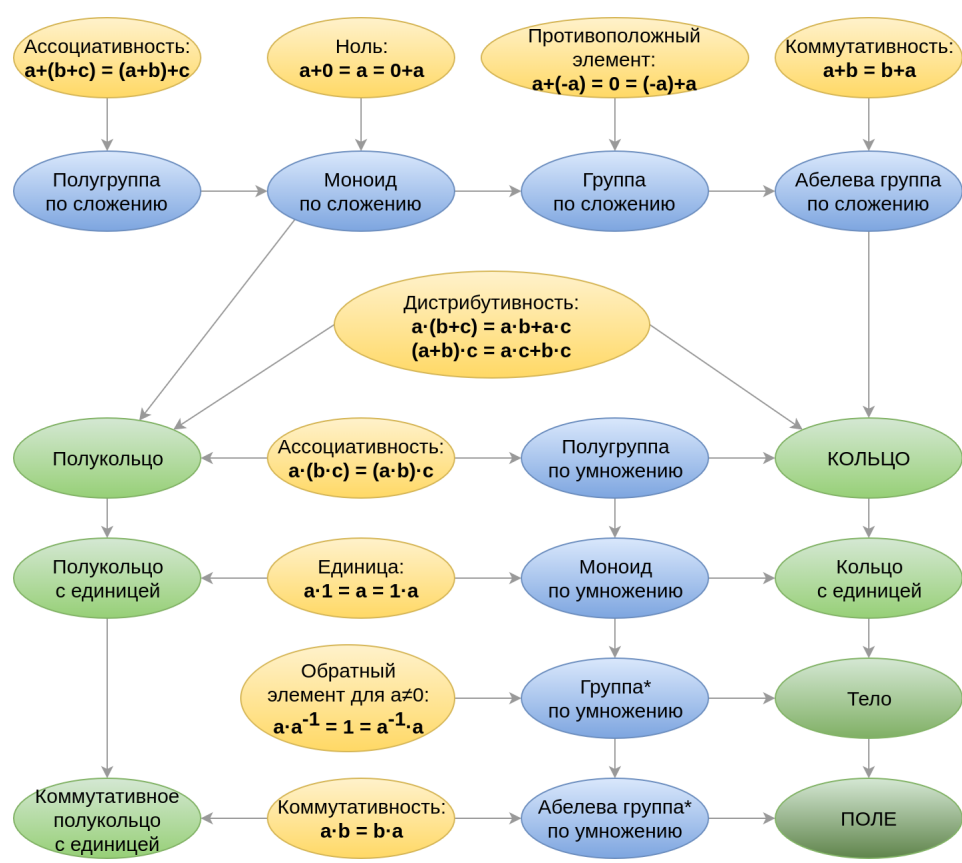 Ассоциативность:
a+(b+c) = (a+b)+c
Ноль:
a+0 = a = 0+a
Противоположный
элемент:
a+(-a) = 0 = (-a)+a
Коммутативность:
a+b = b+a
Полугруппа
по сложению
Моноид
по сложению
Группа
по сложению
Абелева группа
по сложению
Дистрибутивность:
a·(b+c) = a·b+a·c
(a+b)·c = a·c+b·c
Полукольцо
Ассоциативность:
a·(b·c) = (a·b)·c
Полугруппа
по умножению
КОЛЬЦО
Полукольцо
с единицей
Единица:
a·1 = a = 1·a
Моноид
по умножению
Кольцо
с единицей
Обратный
элемент для a≠0:
a·a⁻¹ = 1 = a⁻¹·a
Группа*
по умножению
Тело
Коммутативное
полукольцо
с единицей
Коммутативность:
a·b = b·a
Абелева группа*
по умножению
ПОЛЕ